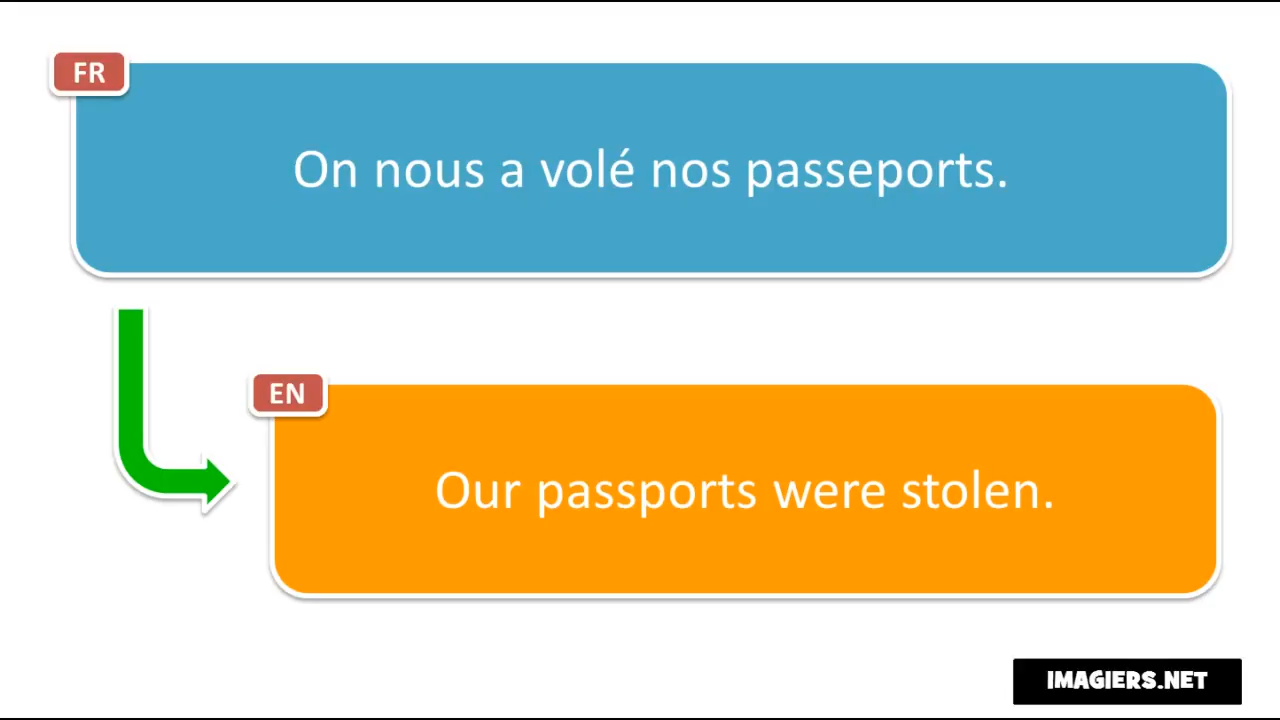 FR
On nous a volé nos passeports.
EN
Our passports were stolen.
IMAGIERS.NET